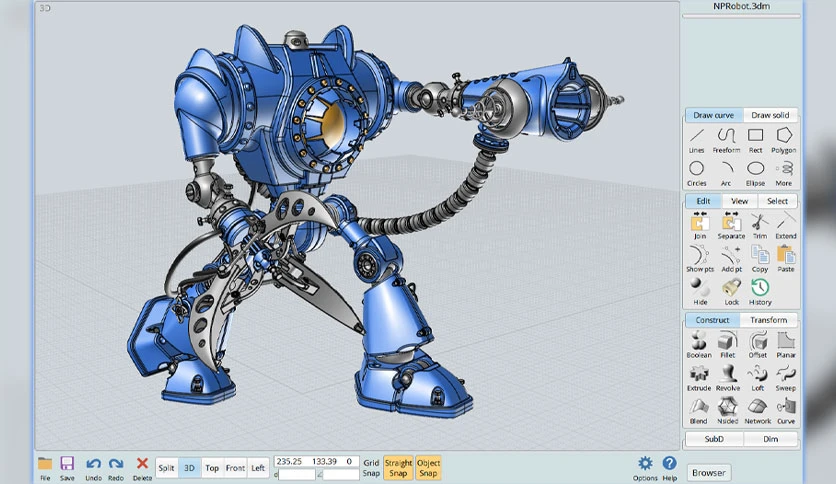 3D
NPRobot.3dm
Draw curve Draw solid
Lines Freeform Rect Polygon
Circles Arc Ellipse More
Edit View Select
Join Separate Trim Extend
Show pts Add pt Copy Paste
Hide Lock History
Construct Transform
Boolean Fillet Offset Planar
Extrude Revolve Loft Sweep
Blend Nsided Network Curve
SubD Dim
File Save Undo Redo Delete Split 3D Top Front Left 235.25 133.39 0 Grid Snap Straight Snap Object Snap Options Help Browser
d